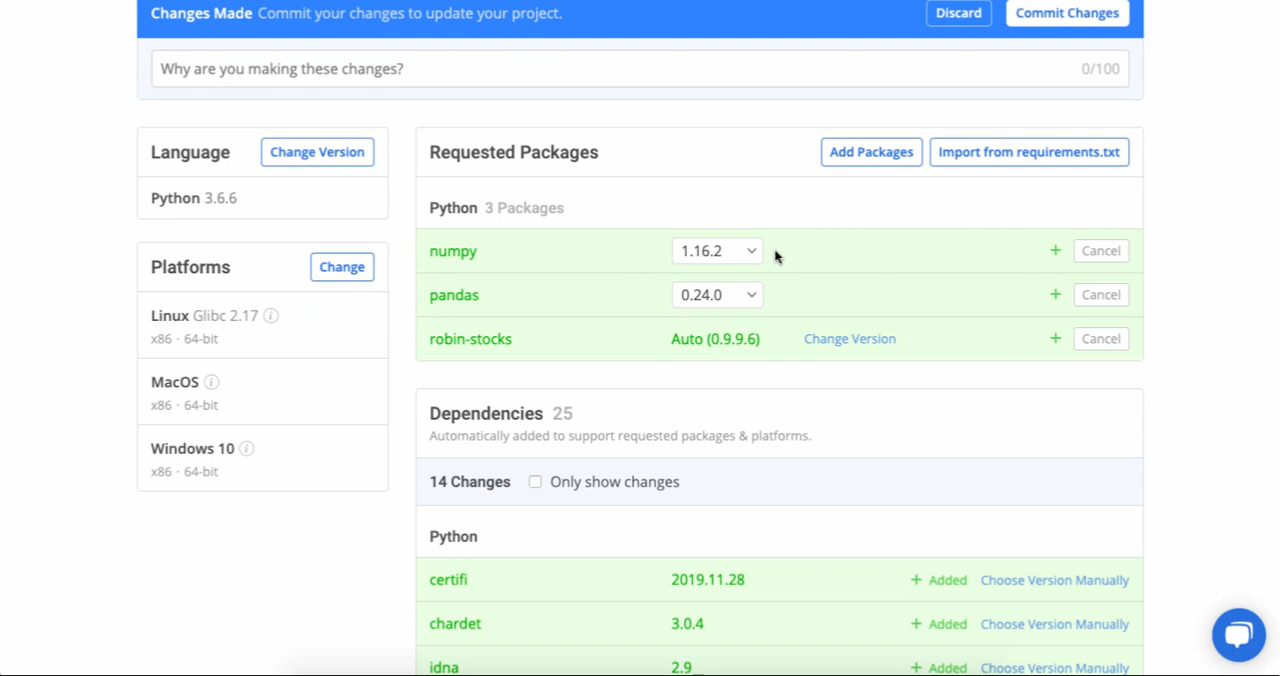 Changes Made Commit your changes to update your project.
Discard
Commit Changes
Why are you making these changes?
0/100
Language
Change Version
Python 3.6.6
Platforms
Change
Linux Glibc 2.17
x86 · 64-bit
MacOS
x86 · 64-bit
Windows 10
x86 · 64-bit
Requested Packages
Add Packages
Import from requirements.txt
Python 3 Packages
numpy 1.16.2 + Cancel
pandas 0.24.0 + Cancel
robin-stocks Auto (0.9.9.6) Change Version + Cancel
Dependencies 25
Automatically added to support requested packages & platforms.
14 Changes Only show changes
Python
certifi 2019.11.28 + Added Choose Version Manually
chardet 3.0.4 + Added Choose Version Manually
idna 2.9 + Added Choose Version Manually